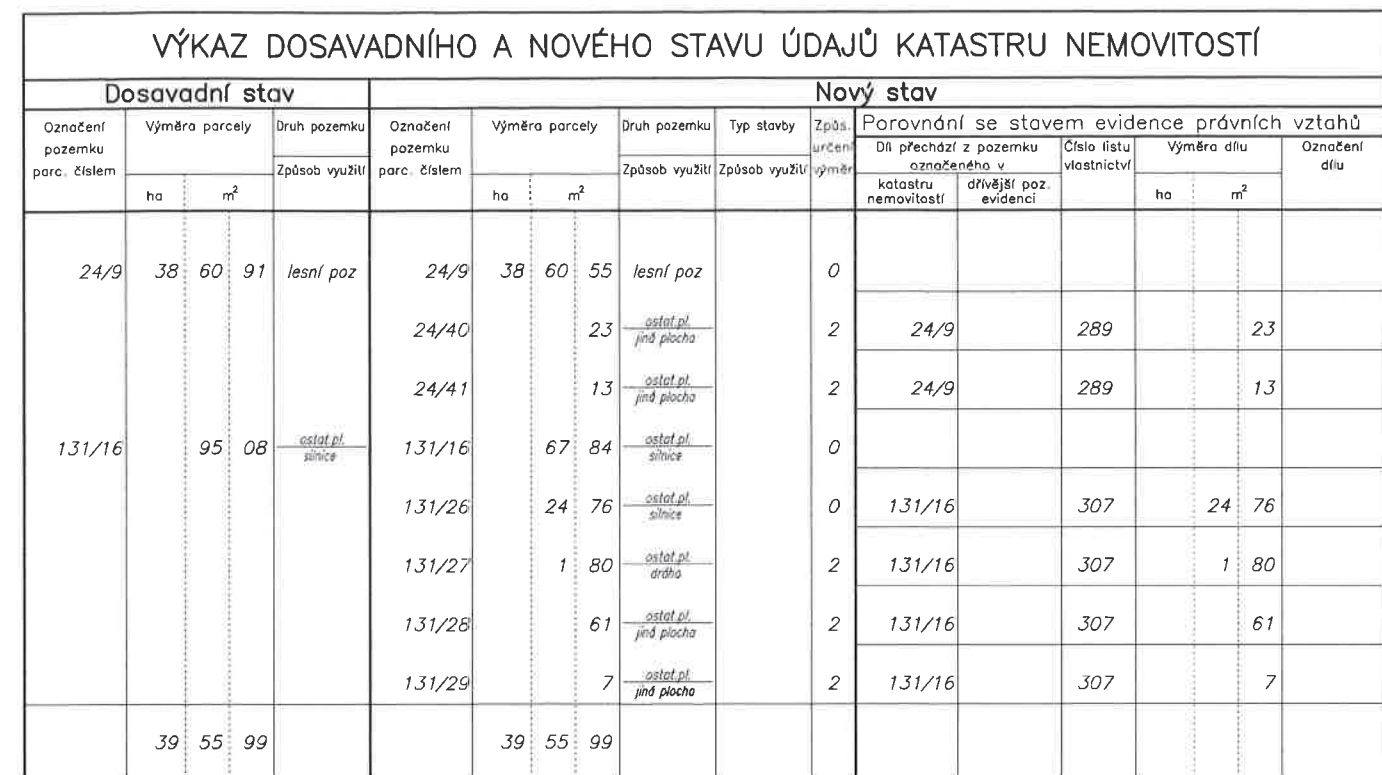 VÝKAZ DOSAVADNÍHO A NOVÉHO STAVU ÚDAJŮ KATASTRU NEMOVITOSTÍ
Dosavadní stav Nový stav
Označení pozemku parc. číslem Výměra parcely ha m² Druh pozemku Způsob využití Označení pozemku parc. číslem Výměra parcely ha m² Druh pozemku Způsob využití Typ stavby Způsob využití Způs. určení výměr Porovnání se stavem evidence právních vztahů
Díl přechází z pozemku označeného v Číslo listu vlastnictví Výměra dílu ha m² Označení dílu
katastru nemovitostí dřívější poz. evidenci
24/9 38 60 91 lesní poz 24/9 38 60 55 lesní poz 0
24/40 23 ostat.pl. jiná plocha 2 24/9 289 23
24/41 13 ostat.pl. jiná plocha 2 24/9 289 13
131/16 95 08 ostat.pl. silnice 131/16 67 84 ostat.pl. silnice 0
131/26 24 76 ostat.pl. silnice 0 131/16 307 24 76
131/27 1 80 ostat.pl. dráha 2 131/16 307 1 80
131/28 61 ostat.pl. jiná plocha 2 131/16 307 61
131/29 7 ostat.pl. jiná plocha 2 131/16 307 7
39 55 99 39 55 99